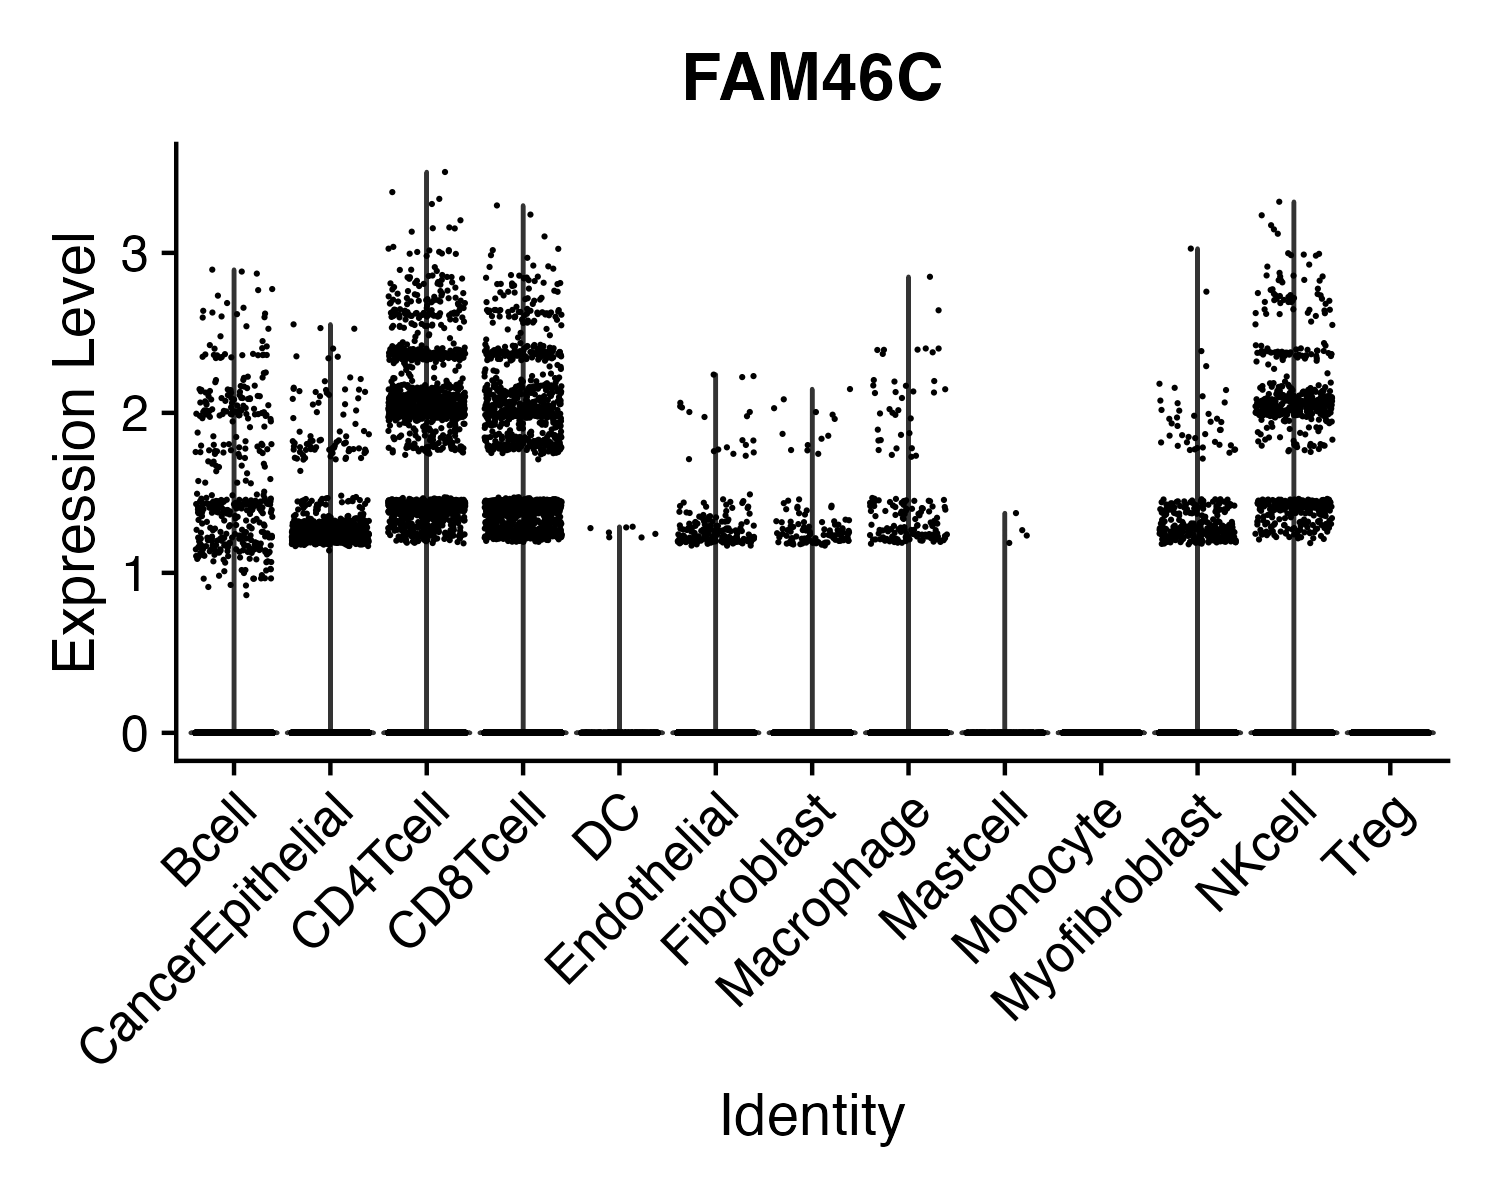 FAM46C
Expression Level
3
2
1
0
Bcell
CancerEpithelial
CD4Tcell
CD8Tcell
DC
Endothelial
Fibroblast
Macrophage
Mastcell
Monocyte
Myofibroblast
NKcell
Treg
Identity